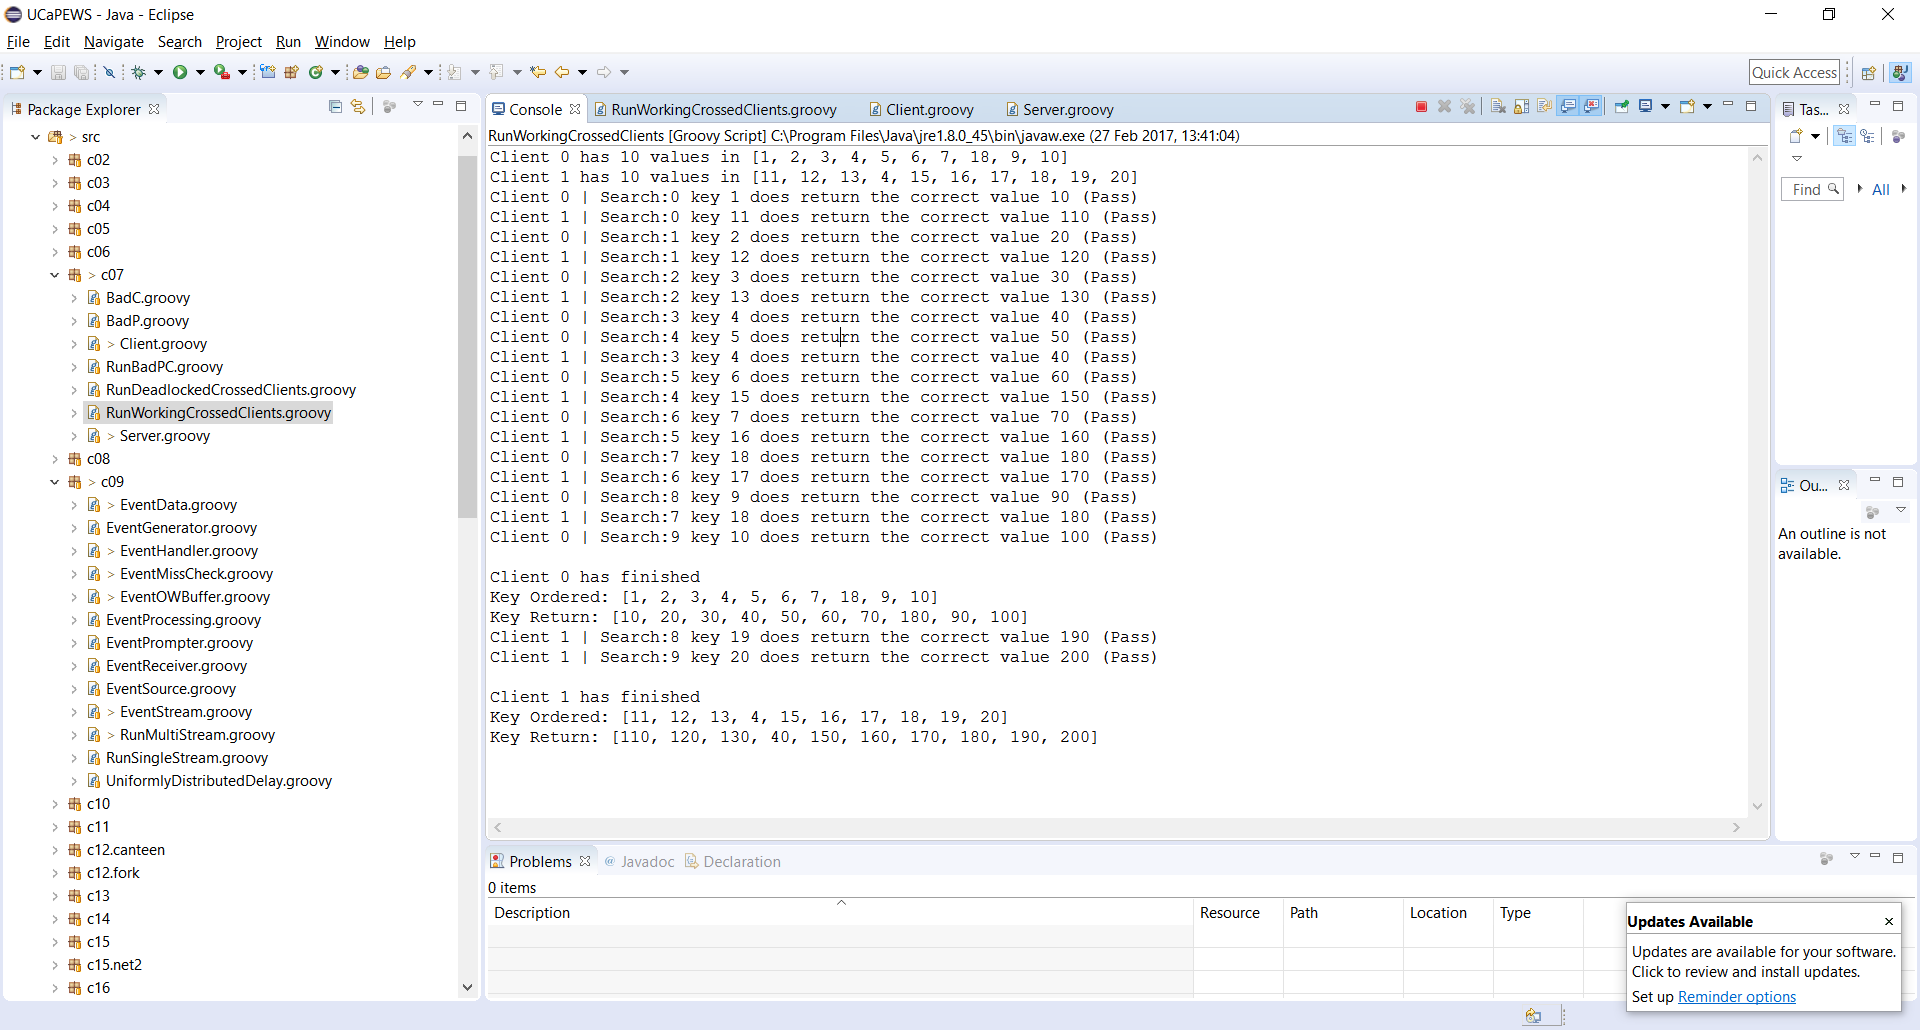 UCaPEWS - Java - Eclipse
File Edit Navigate Search Project Run Window Help
Quick Access
Package Explorer
> src
c02
c03
c04
c05
c06
> c07
BadC.groovy
BadP.groovy
> Client.groovy
RunBadPC.groovy
RunDeadlockedCrossedClients.groovy
RunWorkingCrossedClients.groovy
> Server.groovy
c08
> c09
> EventData.groovy
EventGenerator.groovy
> EventHandler.groovy
> EventMissCheck.groovy
> EventOWBuffer.groovy
EventProcessing.groovy
EventPrompter.groovy
EventReceiver.groovy
EventSource.groovy
> EventStream.groovy
> RunMultiStream.groovy
RunSingleStream.groovy
UniformlyDistributedDelay.groovy
c10
c11
c12.canteen
c12.fork
c13
c14
c15
c15.net2
c16
Console RunWorkingCrossedClients.groovy Client.groovy Server.groovy
RunWorkingCrossedClients [Groovy Script] C:\Program Files\Java\jre1.8.0_45\bin\javaw.exe (27 Feb 2017, 13:41:04)
Client 0 has 10 values in [1, 2, 3, 4, 5, 6, 7, 18, 9, 10]
Client 1 has 10 values in [11, 12, 13, 4, 15, 16, 17, 18, 19, 20]
Client 0 | Search:0 key 1 does return the correct value 10 (Pass)
Client 1 | Search:0 key 11 does return the correct value 110 (Pass)
Client 0 | Search:1 key 2 does return the correct value 20 (Pass)
Client 1 | Search:1 key 12 does return the correct value 120 (Pass)
Client 0 | Search:2 key 3 does return the correct value 30 (Pass)
Client 1 | Search:2 key 13 does return the correct value 130 (Pass)
Client 0 | Search:3 key 4 does return the correct value 40 (Pass)
Client 0 | Search:4 key 5 does return the correct value 50 (Pass)
Client 1 | Search:3 key 4 does return the correct value 40 (Pass)
Client 0 | Search:5 key 6 does return the correct value 60 (Pass)
Client 1 | Search:4 key 15 does return the correct value 150 (Pass)
Client 0 | Search:6 key 7 does return the correct value 70 (Pass)
Client 1 | Search:5 key 16 does return the correct value 160 (Pass)
Client 0 | Search:7 key 18 does return the correct value 180 (Pass)
Client 1 | Search:6 key 17 does return the correct value 170 (Pass)
Client 0 | Search:8 key 9 does return the correct value 90 (Pass)
Client 1 | Search:7 key 18 does return the correct value 180 (Pass)
Client 0 | Search:9 key 10 does return the correct value 100 (Pass)
Client 0 has finished
Key Ordered: [1, 2, 3, 4, 5, 6, 7, 18, 9, 10]
Key Return: [10, 20, 30, 40, 50, 60, 70, 180, 90, 100]
Client 1 | Search:8 key 19 does return the correct value 190 (Pass)
Client 1 | Search:9 key 20 does return the correct value 200 (Pass)
Client 1 has finished
Key Ordered: [11, 12, 13, 4, 15, 16, 17, 18, 19, 20]
Key Return: [110, 120, 130, 40, 150, 160, 170, 180, 190, 200]
Tas...
Find All
Ou...
An outline is not
available.
Problems @ Javadoc Declaration
0 items
Description Resource Path Location Type
Updates Available
Updates are available for your software.
Click to review and install updates.
Set up Reminder options